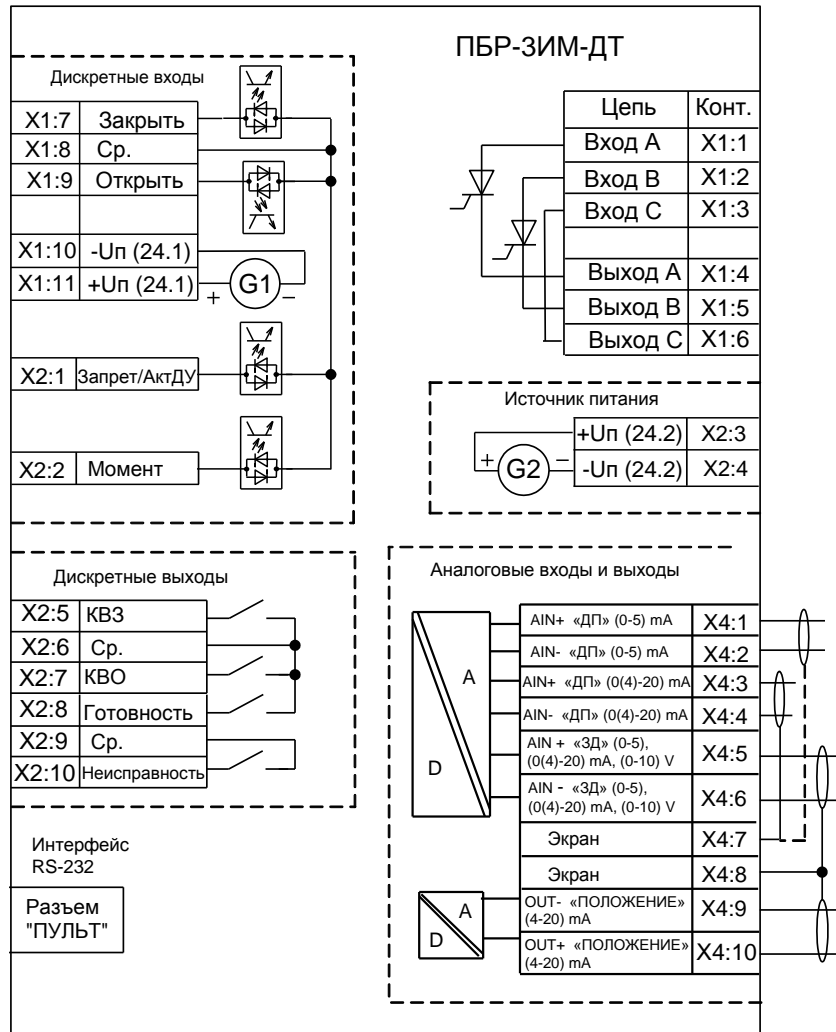 ПБР-3ИМ-ДТ
Дискретные входы
X1:7 Закрыть
X1:8 Ср.
X1:9 Открыть
X1:10 -Uп (24.1)
X1:11 +Uп (24.1)
+ G1 −
X2:1 Запрет/АктДУ
X2:2 Момент
Цепь Конт.
Вход A X1:1
Вход B X1:2
Вход C X1:3
Выход A X1:4
Выход B X1:5
Выход C X1:6
Источник питания
+Uп (24.2) X2:3
-Uп (24.2) X2:4
+ G2 −
Дискретные выходы
X2:5 КВЗ
X2:6 Ср.
X2:7 КВО
X2:8 Готовность
X2:9 Ср.
X2:10 Неисправность
Аналоговые входы и выходы
A
D
AIN+ «ДП» (0-5) mA X4:1
AIN- «ДП» (0-5) mA X4:2
AIN+ «ДП» (0(4)-20) mA X4:3
AIN- «ДП» (0(4)-20) mA X4:4
AIN + «ЗД» (0-5),
(0(4)-20) mA, (0-10) V X4:5
AIN - «ЗД» (0-5),
(0(4)-20) mA, (0-10) V X4:6
Экран X4:7
Экран X4:8
A
D
OUT- «ПОЛОЖЕНИЕ»
(4-20) mA X4:9
OUT+ «ПОЛОЖЕНИЕ»
(4-20) mA X4:10
Интерфейс
RS-232
Разъем
"ПУЛЬТ"